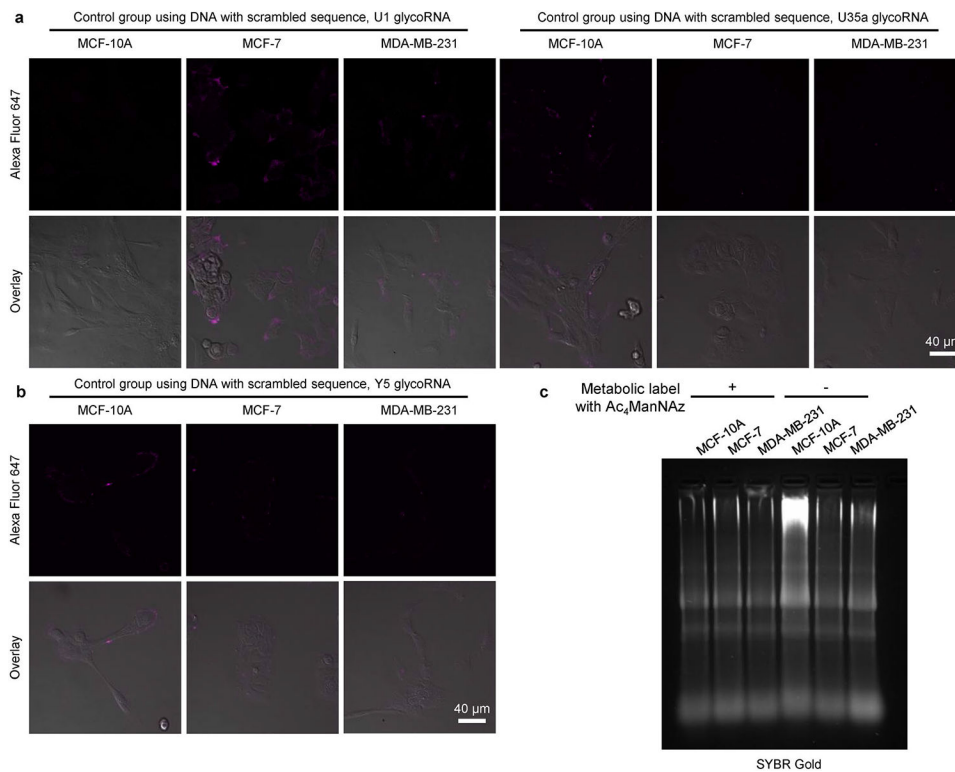 a
Control group using DNA with scrambled sequence, U1 glycoRNA
Control group using DNA with scrambled sequence, U35a glycoRNA
MCF-10A
MCF-7
MDA-MB-231
MCF-10A
MCF-7
MDA-MB-231
Alexa Fluor 647
Overlay
40 µm
b
Control group using DNA with scrambled sequence, Y5 glycoRNA
MCF-10A
MCF-7
MDA-MB-231
Alexa Fluor 647
Overlay
40 µm
c
Metabolic label
with Ac₄ManNAz
+
-
MCF-10A
MCF-7
MDA-MB-231
MCF-10A
MCF-7
MDA-MB-231
SYBR Gold